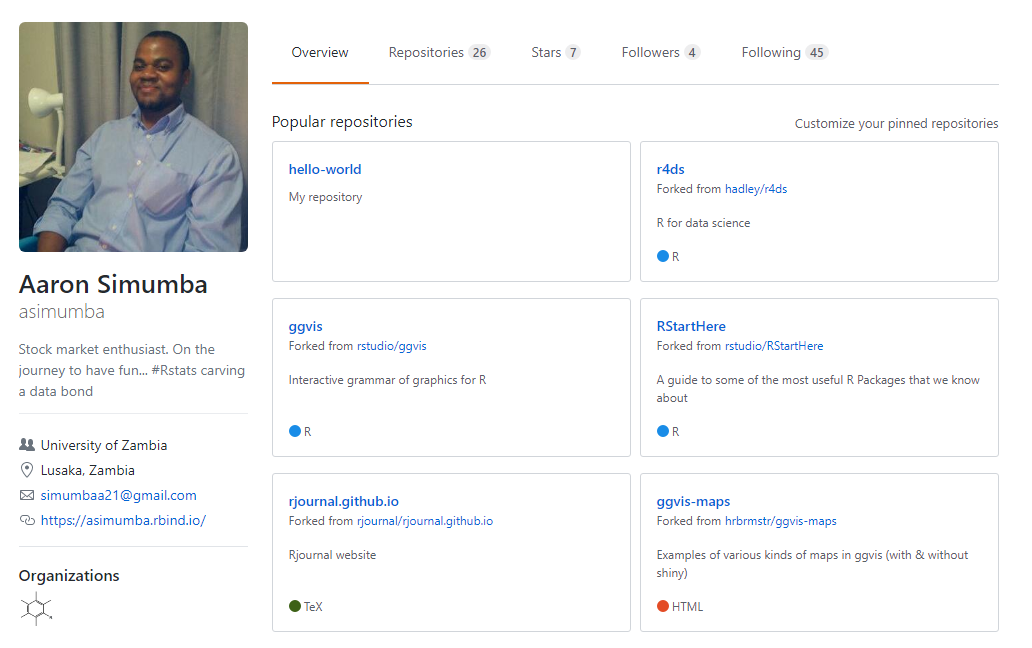 Overview Repositories 26 Stars 7 Followers 4 Following 45
Popular repositories
Customize your pinned repositories
hello-world
My repository
r4ds
Forked from hadley/r4ds
R for data science
R
ggvis
Forked from rstudio/ggvis
Interactive grammar of graphics for R
R
RStartHere
Forked from rstudio/RStartHere
A guide to some of the most useful R Packages that we know
about
R
rjournal.github.io
Forked from rjournal/rjournal.github.io
Rjournal website
TeX
ggvis-maps
Forked from hrbrmstr/ggvis-maps
Examples of various kinds of maps in ggvis (with & without
shiny)
HTML
Aaron Simumba
asimumba
Stock market enthusiast. On the
journey to have fun... #Rstats carving
a data bond
University of Zambia
Lusaka, Zambia
simumbaa21@gmail.com
https://asimumba.rbind.io/
Organizations